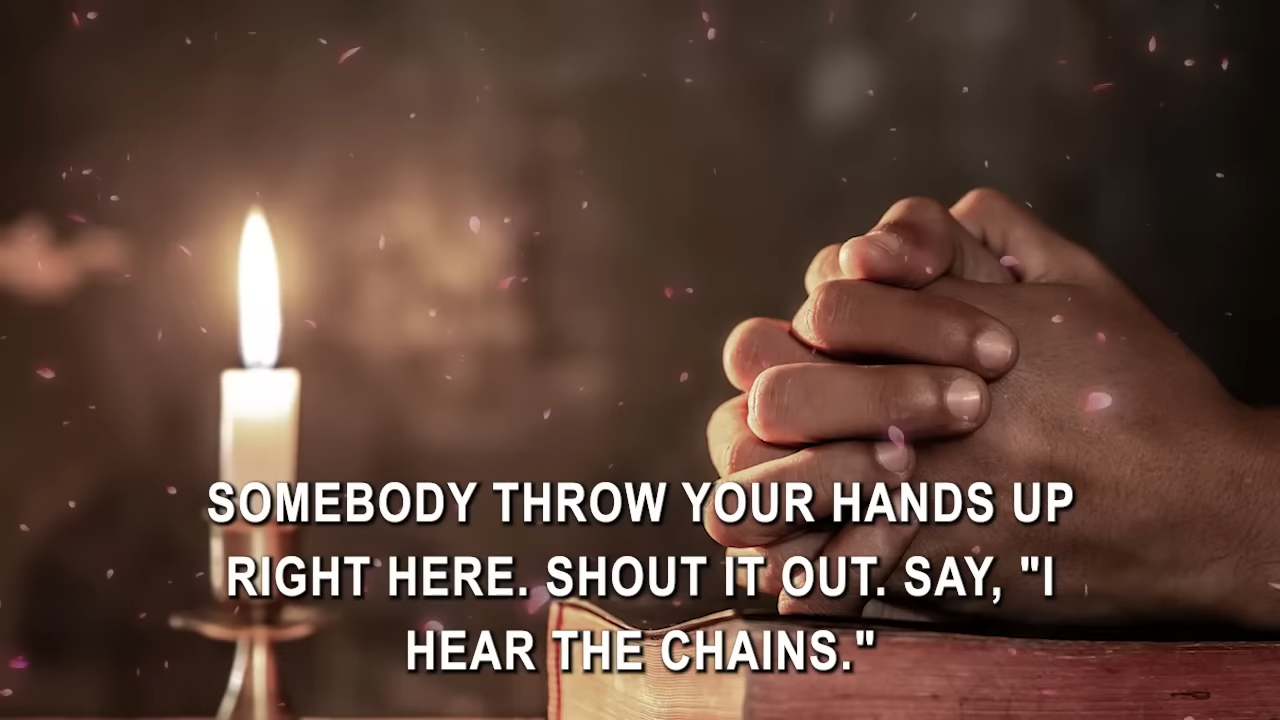 SOMEBODY THROW YOUR HANDS UP
RIGHT HERE. SHOUT IT OUT. SAY, "I
HEAR THE CHAINS."